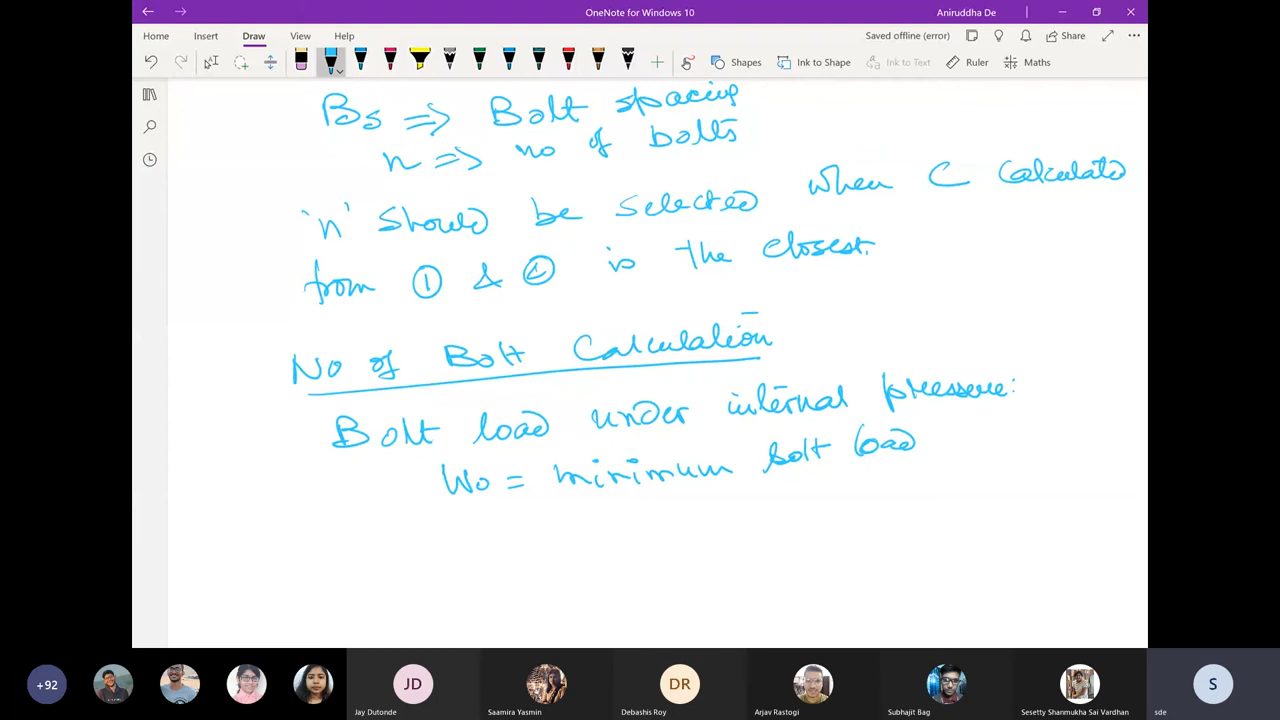 OneNote for Windows 10
Aniruddha De
Home Insert Draw View Help
Saved offline (error)
Share
Shapes
Ink to Shape
Ink to Text
Ruler
Maths
Bs => Bolt spacing
n => no of bolts
'n' should be selected when C calculated
from ① & ② is the closest.
No of Bolt Calculation
Bolt load under internal pressure:
Wo = minimum bolt load
+92
JD
DR
S
Jay Dutonde
Saamira Yasmin
Debashis Roy
Arjav Rastogi
Subhajit Bag
Sesetty Shanmukha Sai Vardhan
sde